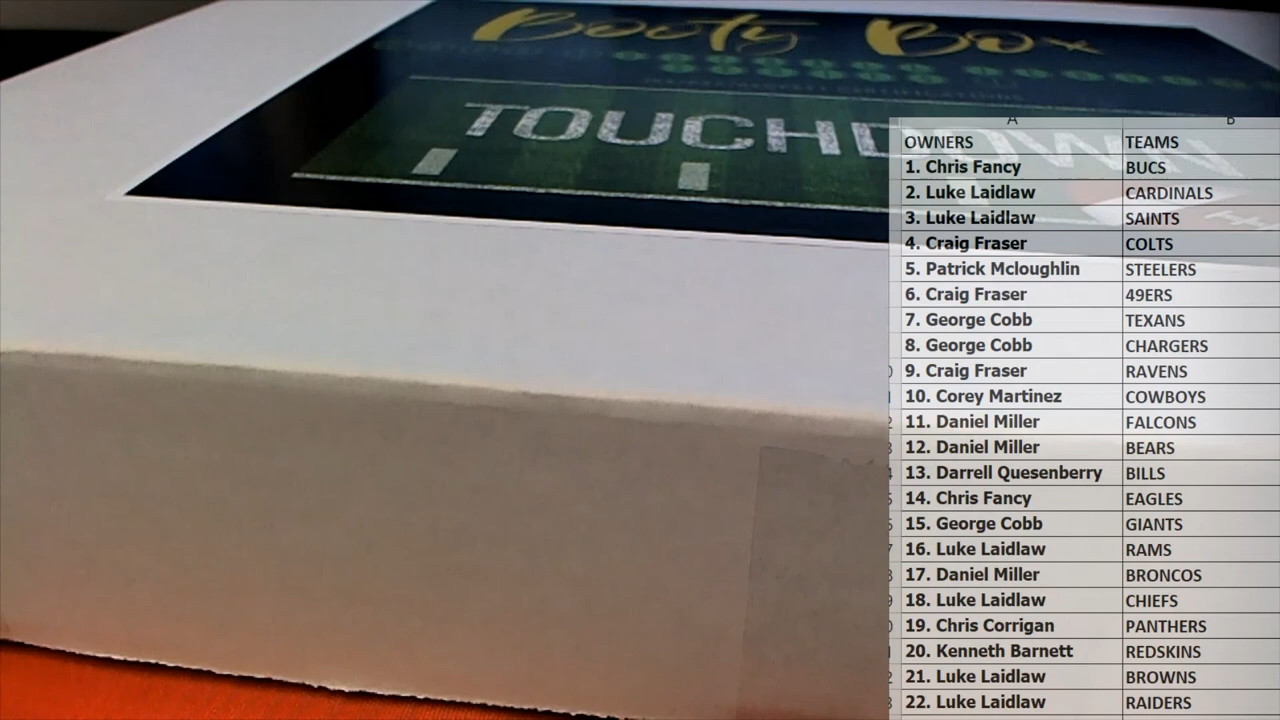 Booty Box
TOUCHDOWN
A B
OWNERS TEAMS
1. Chris Fancy BUCS
2. Luke Laidlaw CARDINALS
3. Luke Laidlaw SAINTS
4. Craig Fraser COLTS
5. Patrick Mcloughlin STEELERS
6. Craig Fraser 49ERS
7. George Cobb TEXANS
8. George Cobb CHARGERS
9. Craig Fraser RAVENS
10. Corey Martinez COWBOYS
11. Daniel Miller FALCONS
12. Daniel Miller BEARS
13. Darrell Quesenberry BILLS
14. Chris Fancy EAGLES
15. George Cobb GIANTS
16. Luke Laidlaw RAMS
17. Daniel Miller BRONCOS
18. Luke Laidlaw CHIEFS
19. Chris Corrigan PANTHERS
20. Kenneth Barnett REDSKINS
21. Luke Laidlaw BROWNS
22. Luke Laidlaw RAIDERS